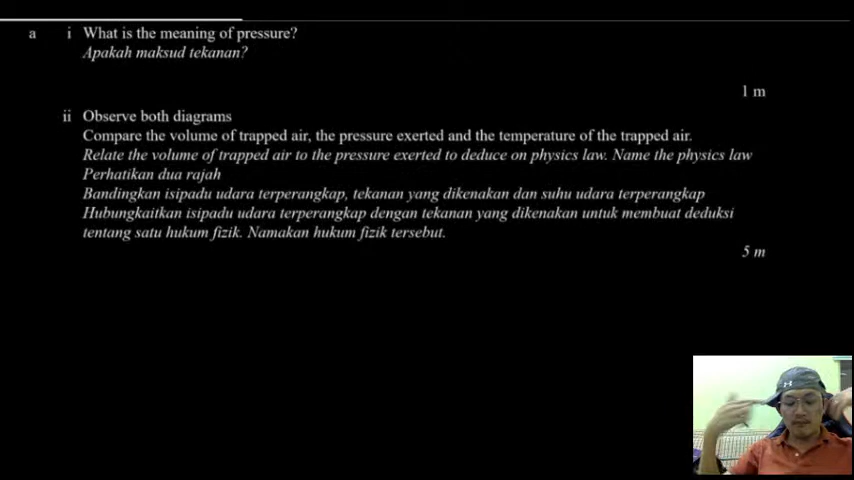 a i What is the meaning of pressure?
Apakah maksud tekanan?
1 m
ii Observe both diagrams
Compare the volume of trapped air, the pressure exerted and the temperature of the trapped air.
Relate the volume of trapped air to the pressure exerted to deduce on physics law. Name the physics law
Perhatikan dua rajah
Bandingkan isipadu udara terperangkap, tekanan yang dikenakan dan suhu udara terperangkap
Hubungkaitkan isipadu udara terperangkap dengan tekanan yang dikenakan untuk membuat deduksi
tentang satu hukum fizik. Namakan hukum fizik tersebut.
5 m